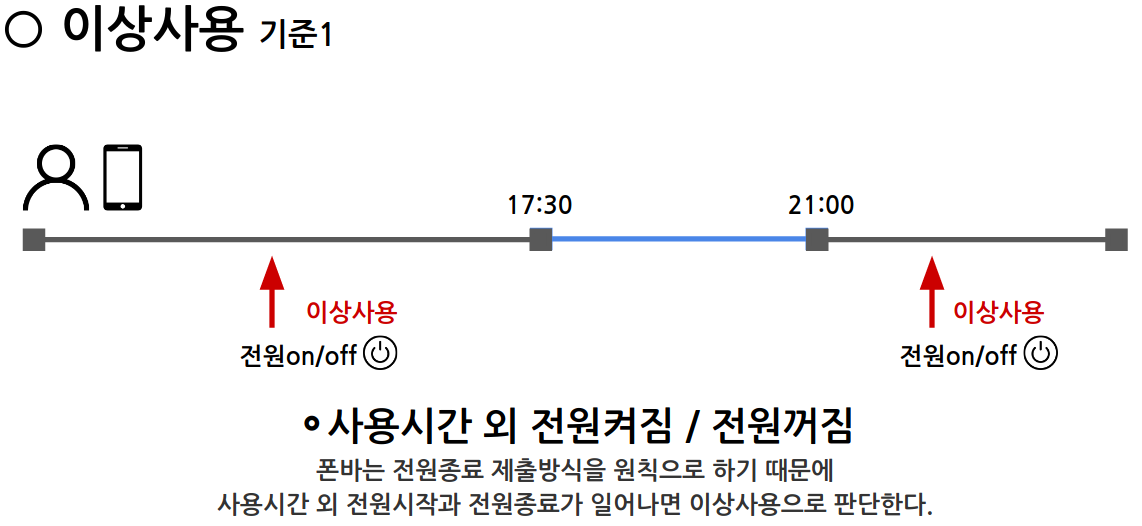 ○ 이상사용 기준1
17:30 21:00
이상사용 이상사용
전원on/off 전원on/off
사용시간 외 전원켜짐 / 전원꺼짐
폰바는 전원종료 제출방식을 원칙으로 하기 때문에
사용시간 외 전원시작과 전원종료가 일어나면 이상사용으로 판단한다.